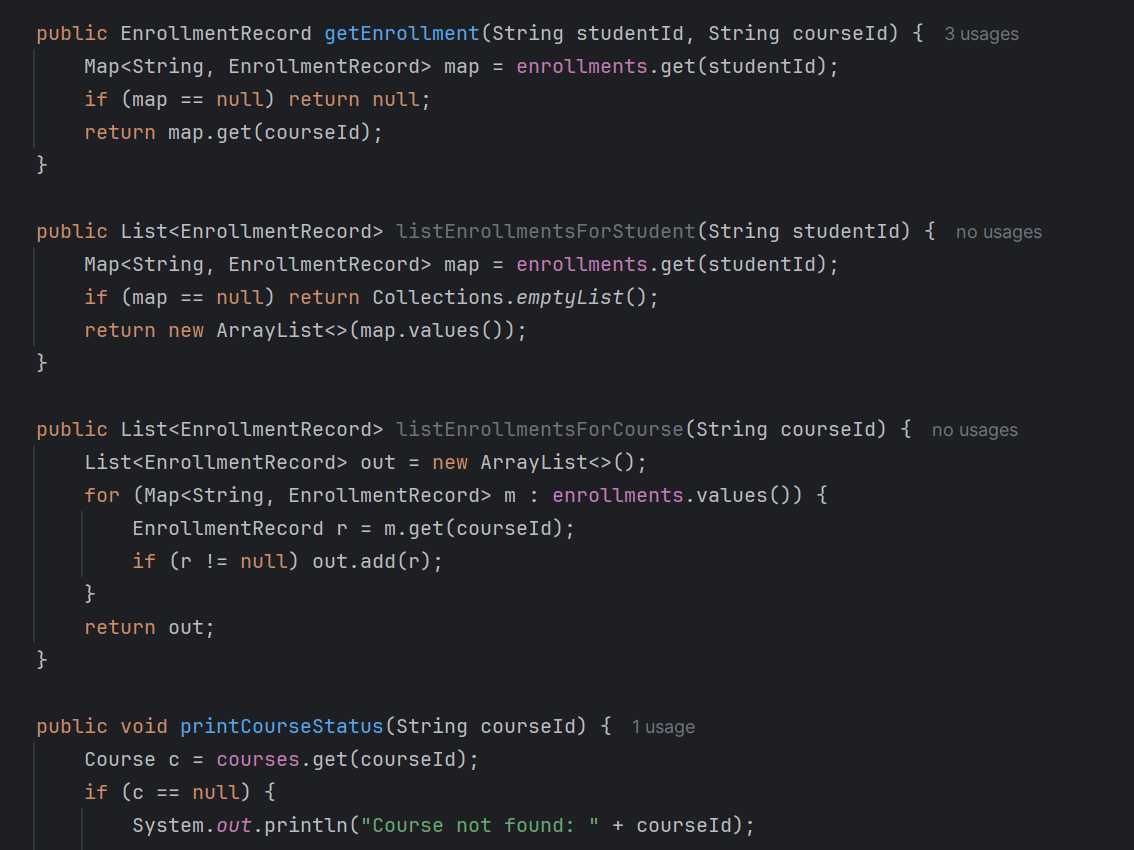 public EnrollmentRecord getEnrollment(String studentId, String courseId) { 3 usages
Map<String, EnrollmentRecord> map = enrollments.get(studentId);
if (map == null) return null;
return map.get(courseId);
}
public List<EnrollmentRecord> listEnrollmentsForStudent(String studentId) { no usages
Map<String, EnrollmentRecord> map = enrollments.get(studentId);
if (map == null) return Collections.emptyList();
return new ArrayList<>(map.values());
}
public List<EnrollmentRecord> listEnrollmentsForCourse(String courseId) { no usages
List<EnrollmentRecord> out = new ArrayList<>();
for (Map<String, EnrollmentRecord> m : enrollments.values()) {
EnrollmentRecord r = m.get(courseId);
if (r != null) out.add(r);
}
return out;
}
public void printCourseStatus(String courseId) { 1 usage
Course c = courses.get(courseId);
if (c == null) {
System.out.println("Course not found: " + courseId);